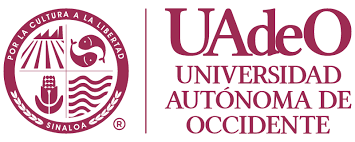 POR LA CULTURA A LA LIBERTAD
SINALOA
®
UAdeO
UNIVERSIDAD
AUTÓNOMA DE
OCCIDENTE